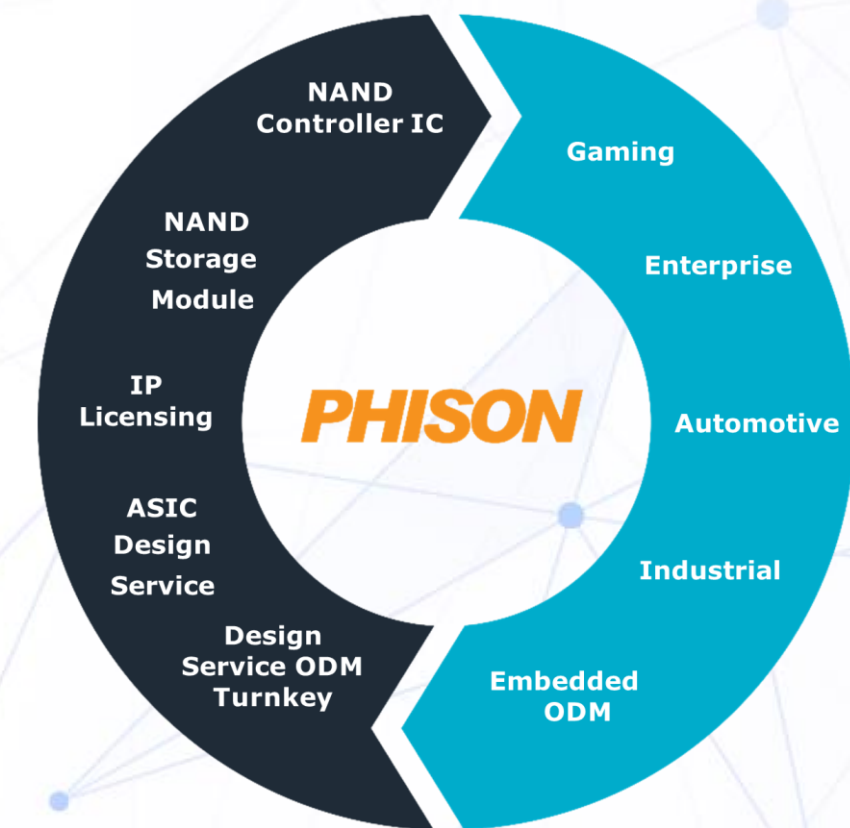 NAND
Controller IC
NAND
Storage
Module
IP
Licensing
ASIC
Design
Service
Design
Service ODM
Turnkey
PHISON
Gaming
Enterprise
Automotive
Industrial
Embedded
ODM